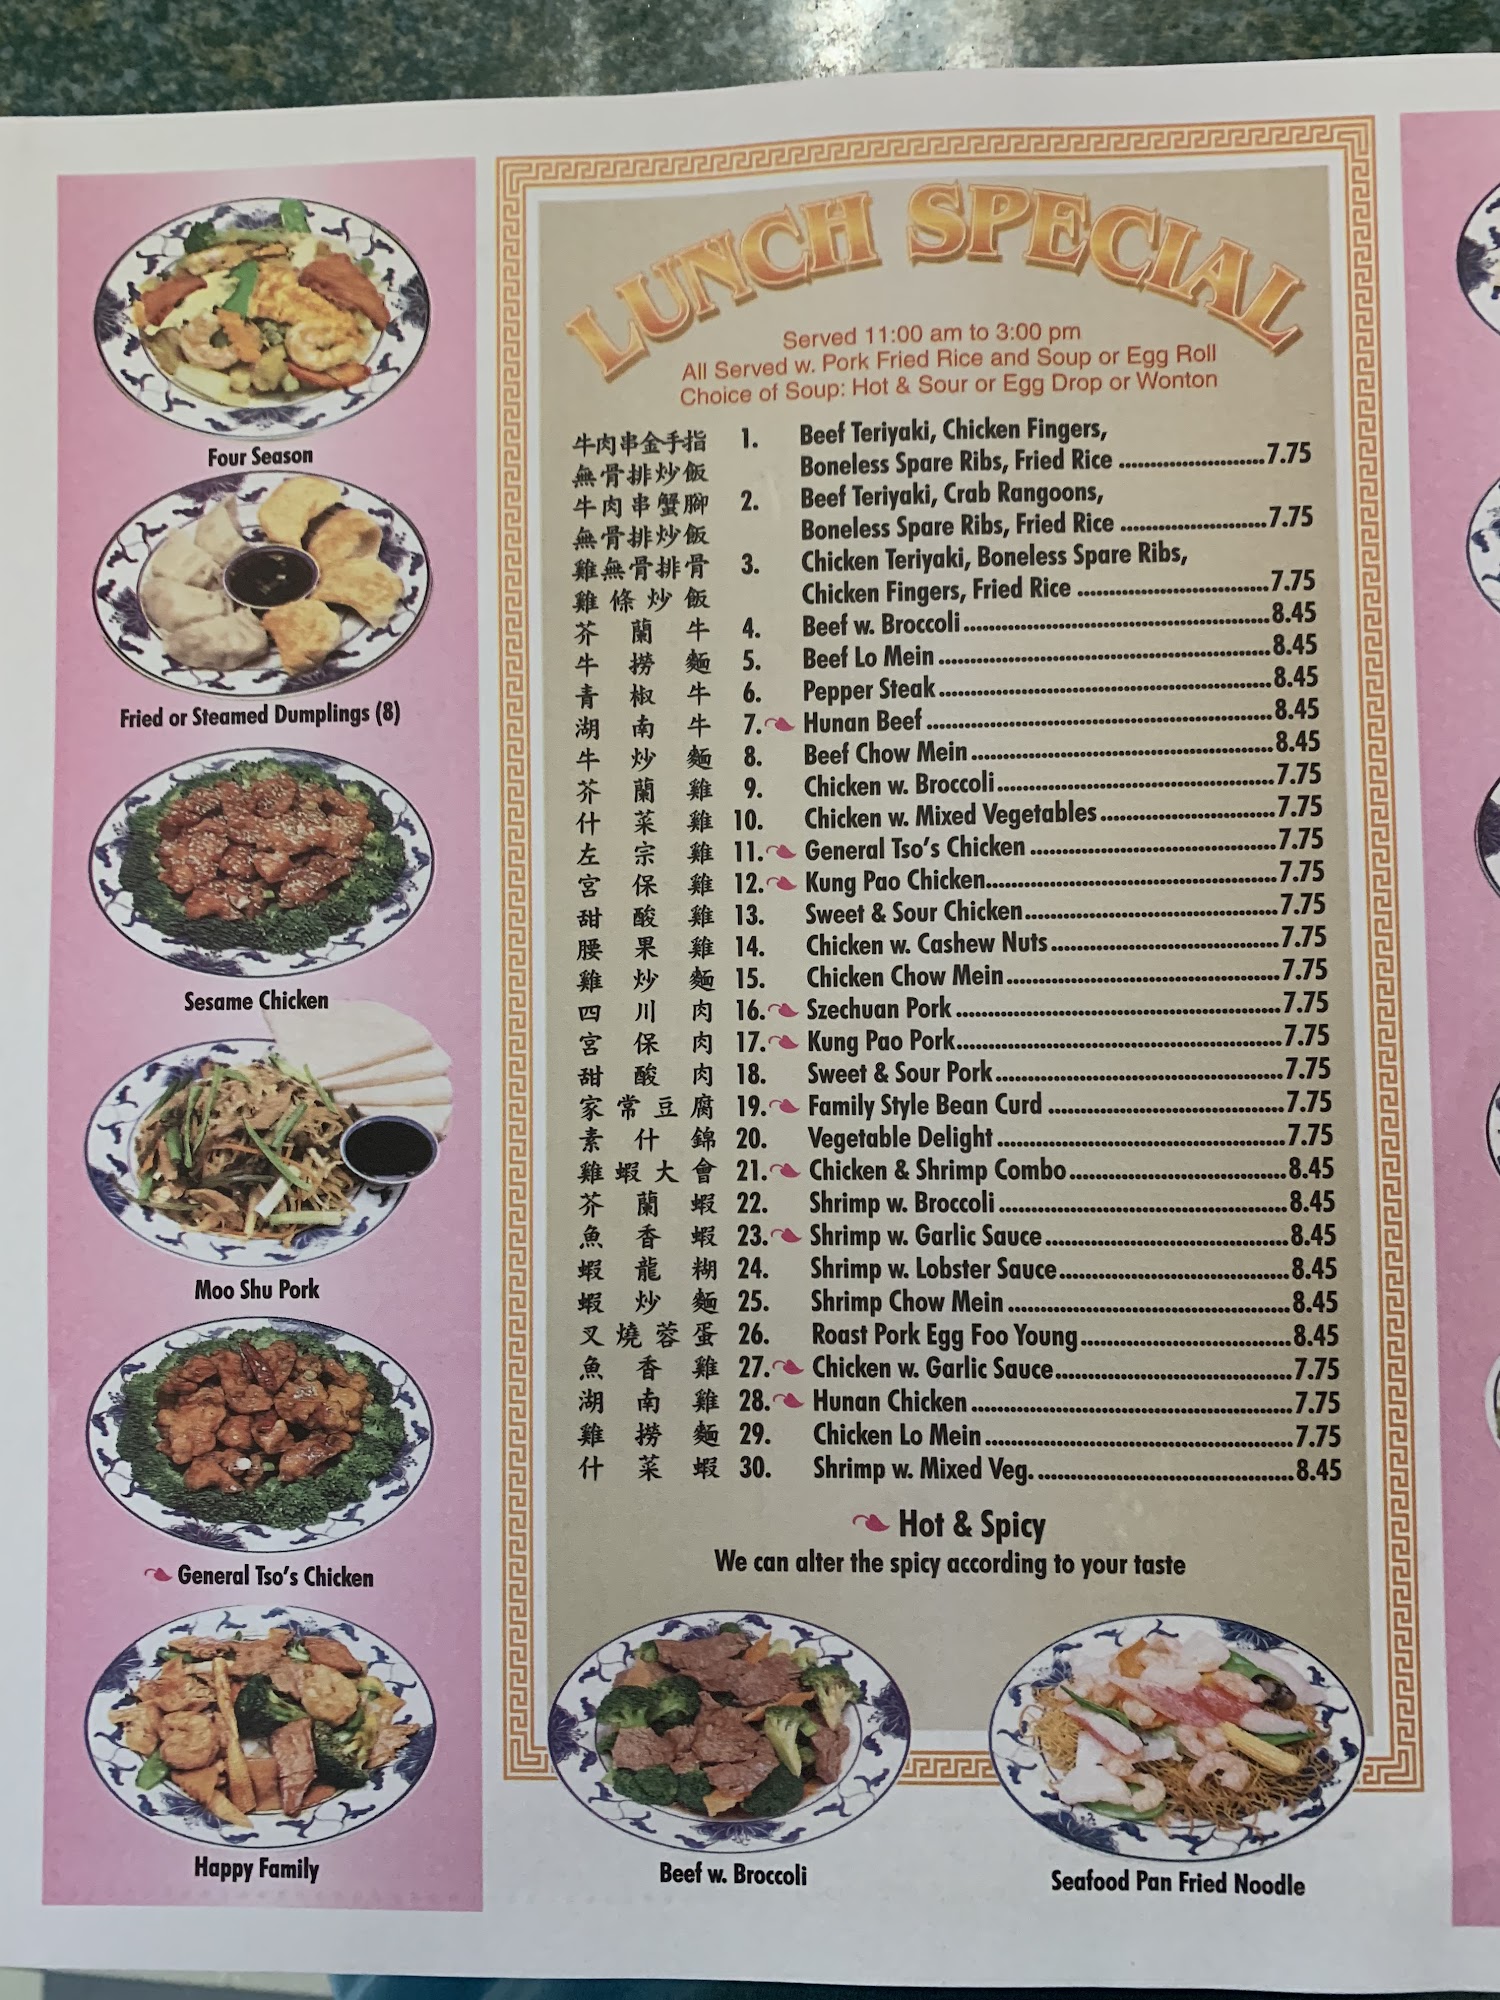 Four Season
Fried or Steamed Dumplings (8)
Sesame Chicken
Moo Shu Pork
General Tso's Chicken
Happy Family
LUNCH SPECIAL
Served 11:00 am to 3:00 pm
All Served w. Pork Fried Rice and Soup or Egg Roll
Choice of Soup: Hot & Sour or Egg Drop or Wonton
牛肉串金手指 1. Beef Teriyaki, Chicken Fingers,
無骨排炒飯 Boneless Spare Ribs, Fried Rice 7.75
牛肉串蟹腳 2. Beef Teriyaki, Crab Rangoons,
無骨排炒飯 Boneless Spare Ribs, Fried Rice 7.75
雞無骨排骨 3. Chicken Teriyaki, Boneless Spare Ribs,
雞條炒飯 Chicken Fingers, Fried Rice 7.75
芥蘭牛 4. Beef w. Broccoli 8.45
牛撈麵 5. Beef Lo Mein 8.45
青椒牛 6. Pepper Steak 8.45
湖南牛 7. Hunan Beef 8.45
牛炒麵 8. Beef Chow Mein 8.45
芥蘭雞 9. Chicken w. Broccoli 7.75
什菜雞 10. Chicken w. Mixed Vegetables 7.75
左宗雞 11. General Tso's Chicken 7.75
宮保雞 12. Kung Pao Chicken 7.75
甜酸雞 13. Sweet & Sour Chicken 7.75
腰果雞 14. Chicken w. Cashew Nuts 7.75
雞炒麵 15. Chicken Chow Mein 7.75
四川肉 16. Szechuan Pork 7.75
宮保肉 17. Kung Pao Pork 7.75
甜酸肉 18. Sweet & Sour Pork 7.75
家常豆腐 19. Family Style Bean Curd 7.75
素什錦 20. Vegetable Delight 7.75
雞蝦大會 21. Chicken & Shrimp Combo 8.45
芥蘭蝦 22. Shrimp w. Broccoli 8.45
魚香蝦 23. Shrimp w. Garlic Sauce 8.45
蝦龍糊 24. Shrimp w. Lobster Sauce 8.45
蝦炒麵 25. Shrimp Chow Mein 8.45
叉燒蓉蛋 26. Roast Pork Egg Foo Young 8.45
魚香雞 27. Chicken w. Garlic Sauce 7.75
湖南雞 28. Hunan Chicken 7.75
雞撈麵 29. Chicken Lo Mein 7.75
什菜蝦 30. Shrimp w. Mixed Veg. 8.45
Hot & Spicy
We can alter the spicy according to your taste
Beef w. Broccoli
Seafood Pan Fried Noodle